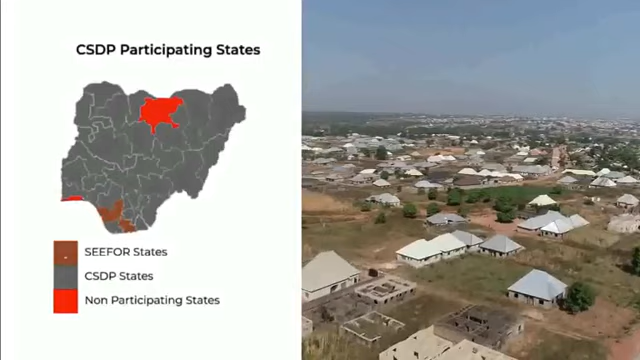 CSDP Participating States
SEEFOR States
CSDP States
Non Participating States